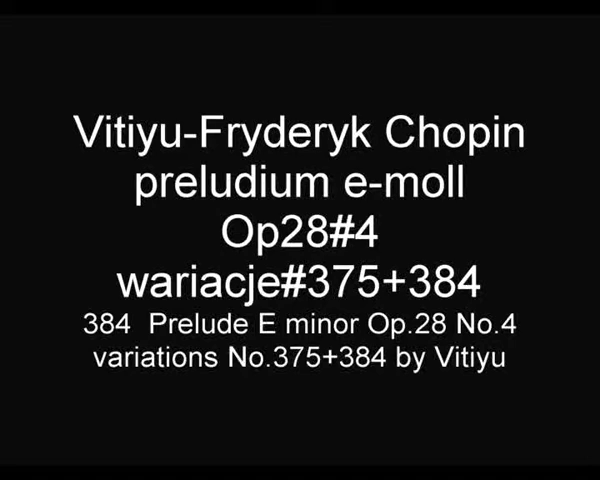 Vitiyu-Fryderyk Chopin
preludium e-moll
Op28#4
wariacje#375+384
384 Prelude E minor Op.28 No.4
variations No.375+384 by Vitiyu